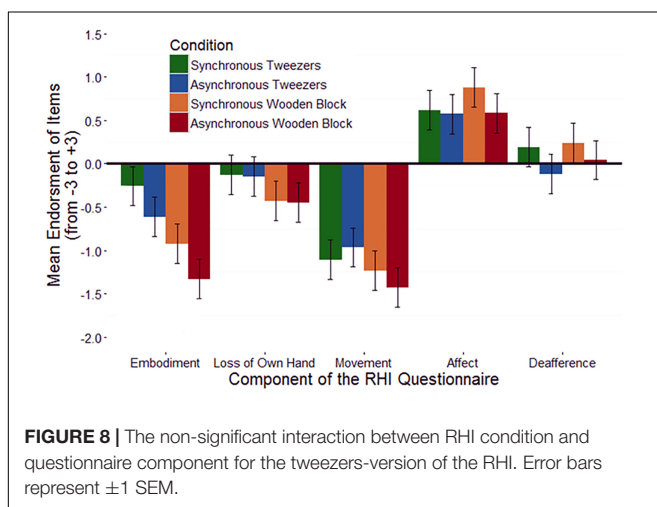 1.5
Condition
Synchronous Tweezers
1.0
Asynchronous Tweezers
Synchronous Wooden Block
0.5
Asynchronous Wooden Block
0.0
-0.5
-1.0
-1.5
-2.0
Mean Endorsment of Items
(from -3 to +3)
Embodiment Loss of Own Hand Movement Affect Deafference
Component of the RHI Questionnaire
FIGURE 8 | The non-significant interaction between RHI condition and
questionnaire component for the tweezers-version of the RHI. Error bars
represent ±1 SEM.